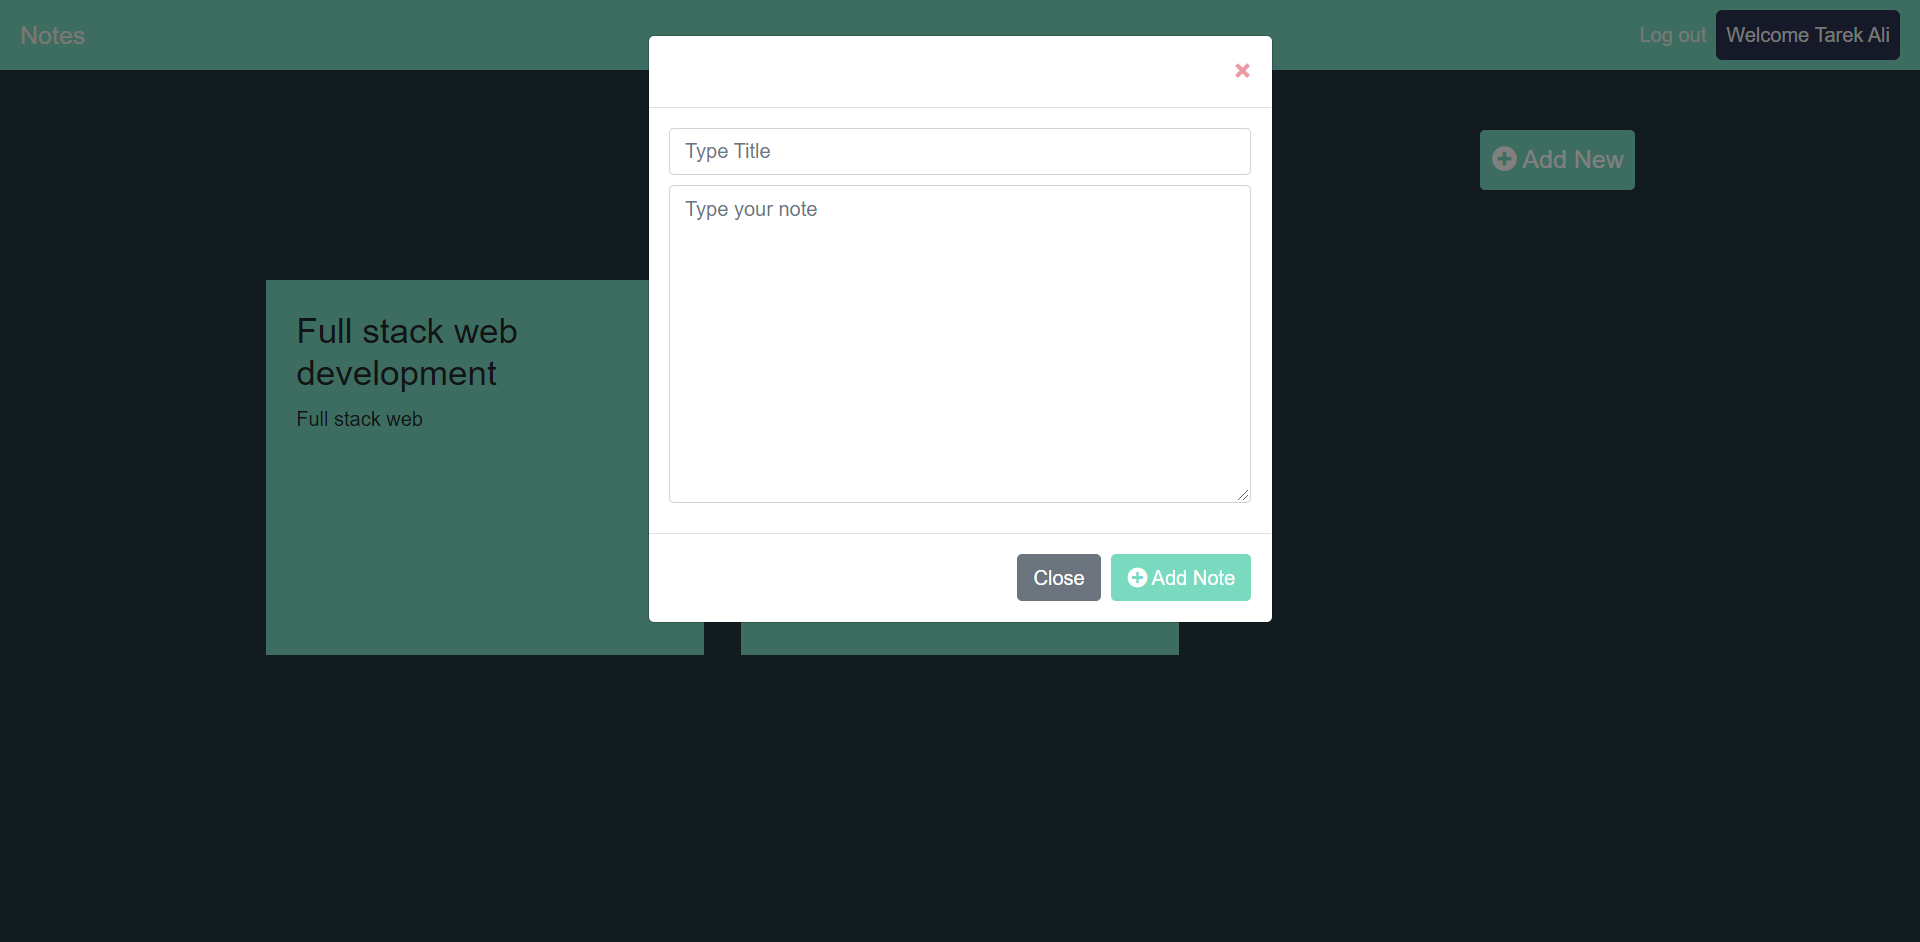 Notes
Log out
Welcome Tarek Ali
Add New
Type Title
Type your note
Full stack web
development
Full stack web
Close
Add Note